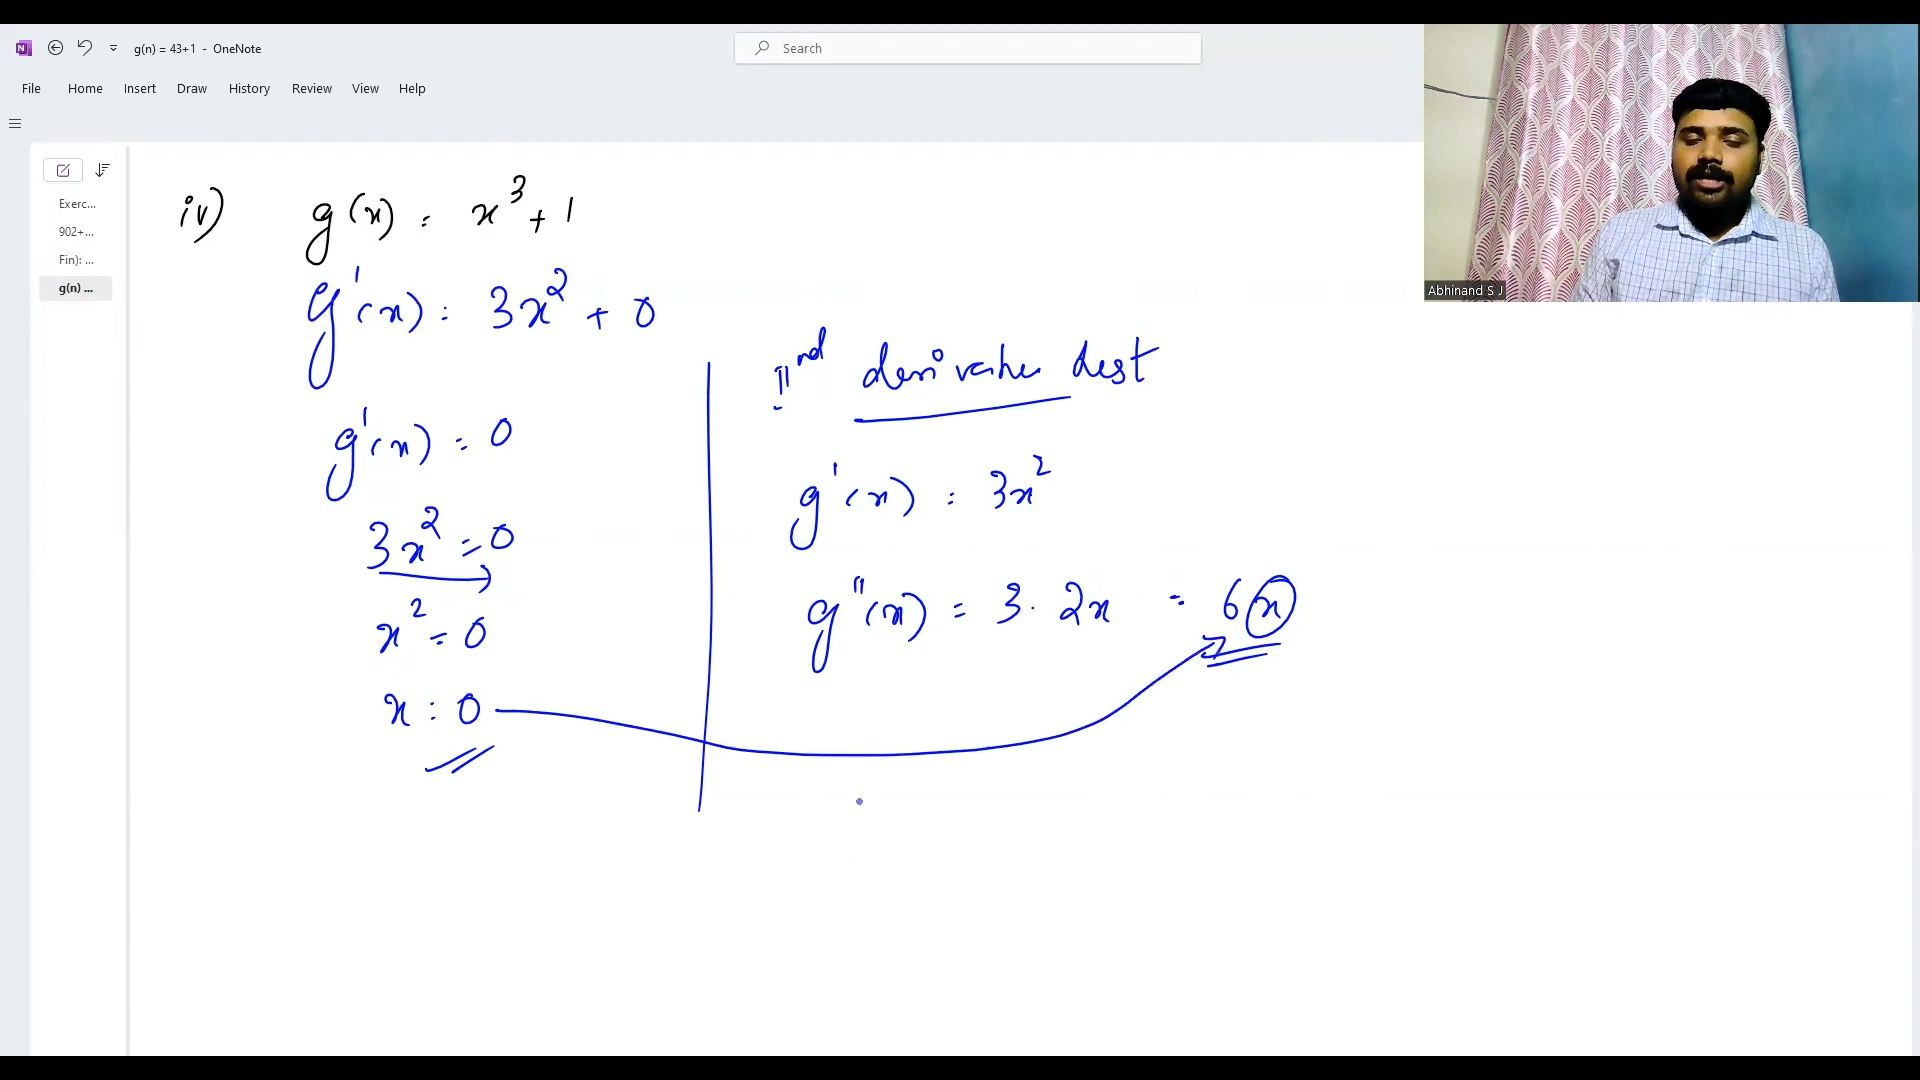 g(n) = 43+1 - OneNote
Search
File Home Insert Draw History Review View Help
Exerc...
902+...
Fin): ...
g(n) ...
Abhinand S J
iv) g(x) = x³ + 1
g'(x) = 3x² + 0
g'(x) = 0
3x² = 0
x² = 0
x = 0
IInd derivative test
g'(x) = 3x²
g''(x) = 3. 2x = 6x